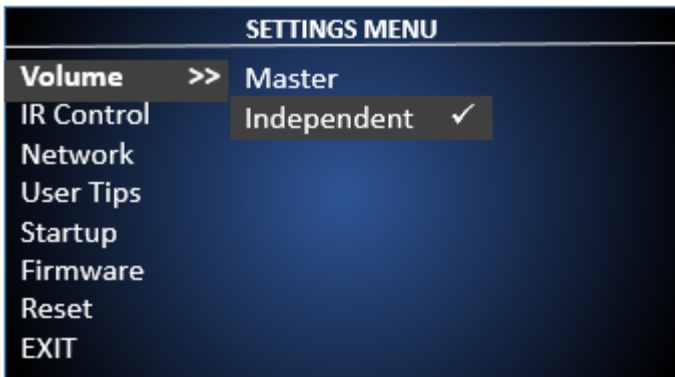 SETTINGS MENU
Volume >> Master
IR Control Independent ✓
Network
User Tips
Startup
Firmware
Reset
EXIT